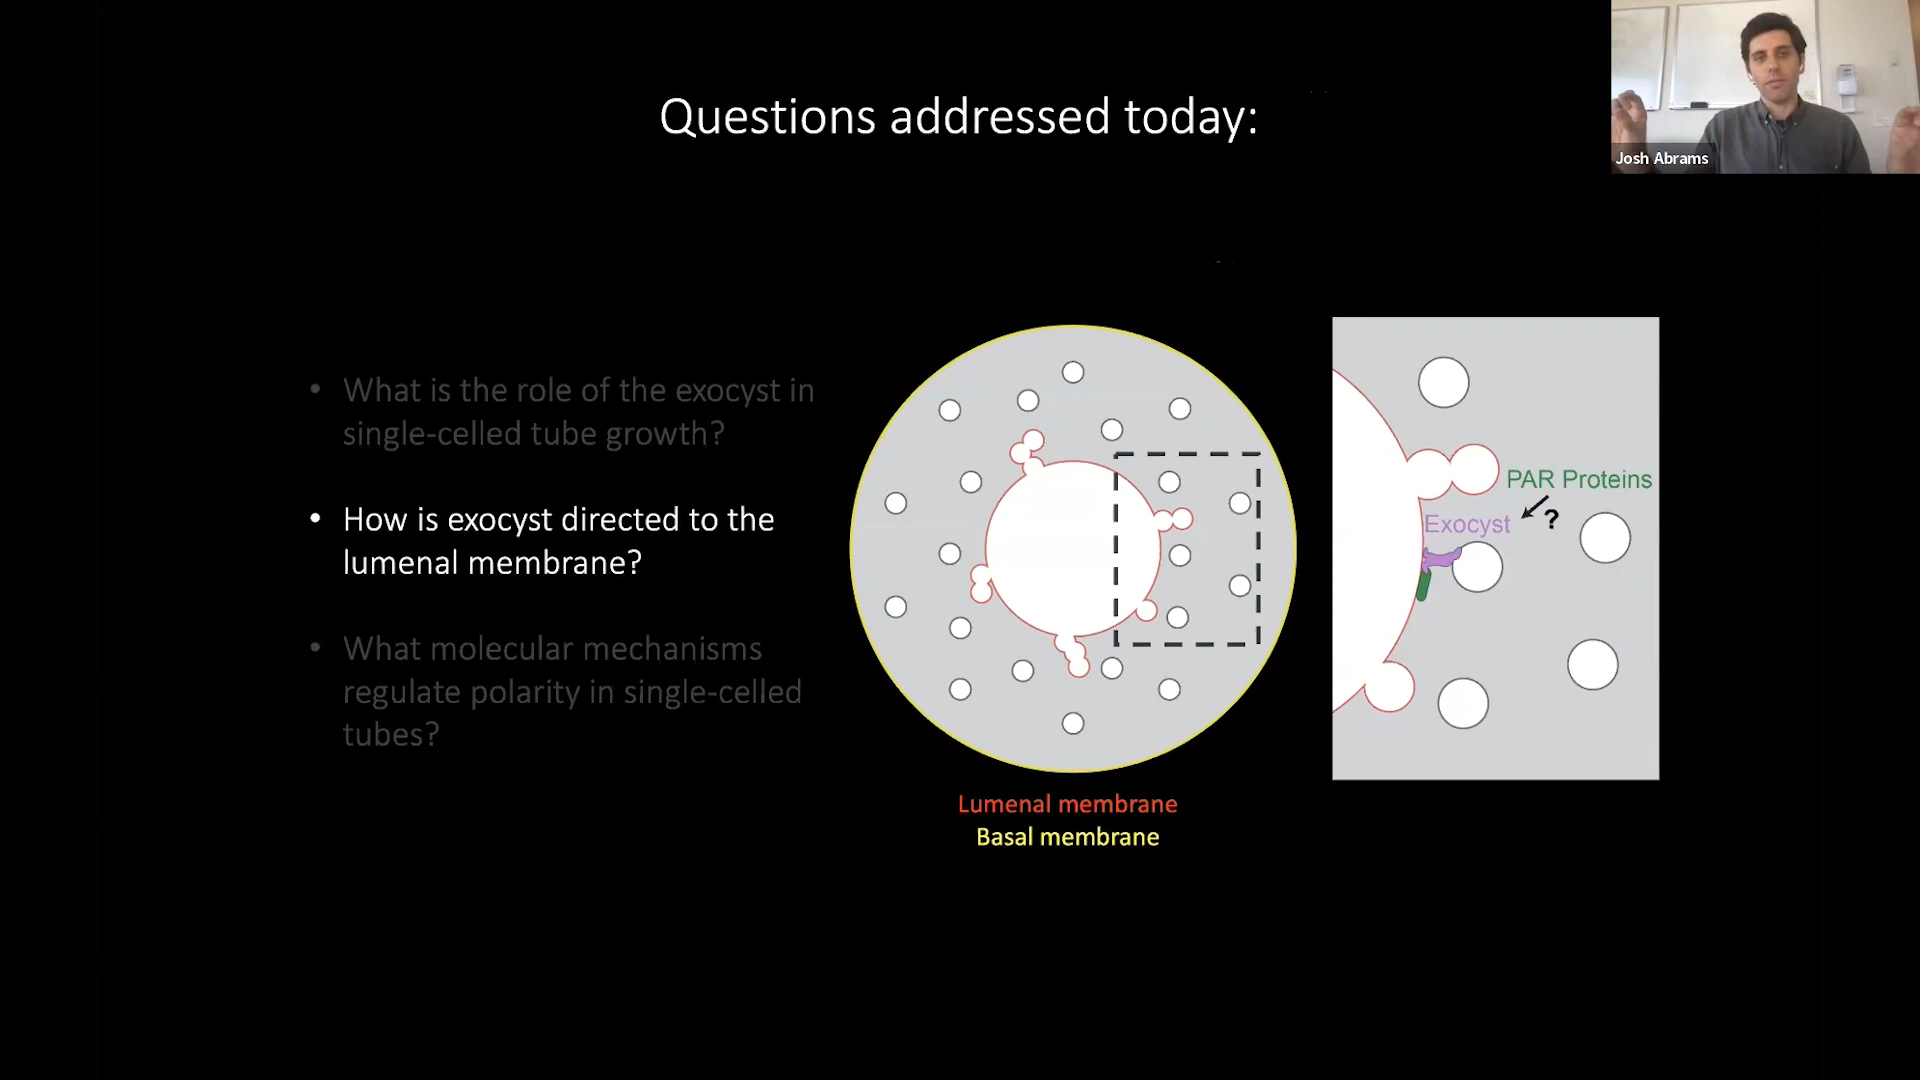 Questions addressed today:
Josh Abrams
• What is the role of the exocyst in
single-celled tube growth?
• How is exocyst directed to the
lumenal membrane?
• What molecular mechanisms
regulate polarity in single-celled
tubes?
PAR Proteins
?
Exocyst
Lumenal membrane
Basal membrane